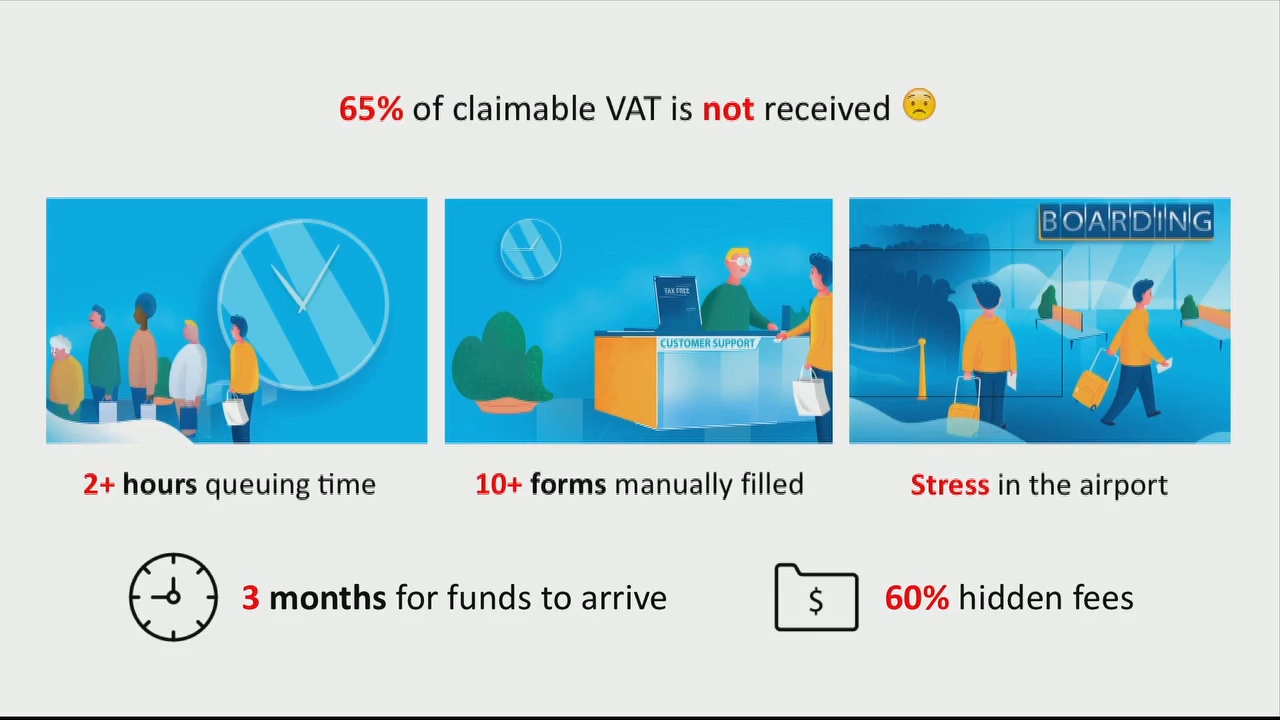 65% of claimable VAT is not received
BOARDING
TAX FREE
CUSTOMER SUPPORT
2+ hours queuing time
10+ forms manually filled
Stress in the airport
3 months for funds to arrive
$
60% hidden fees